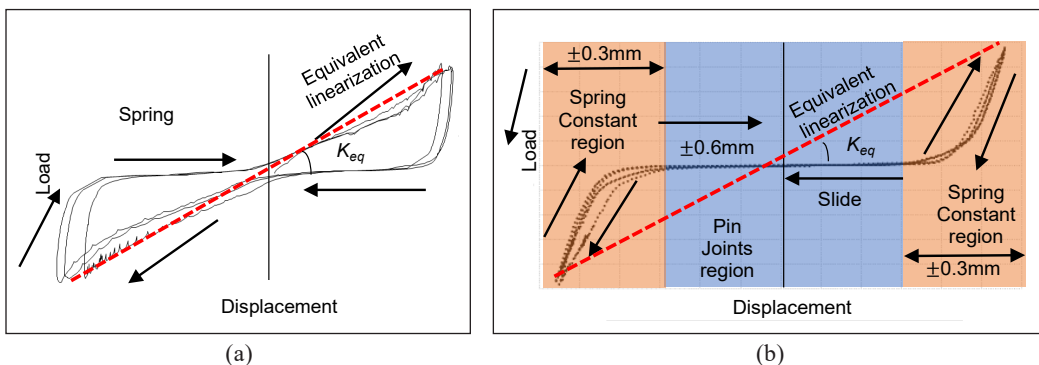 Equivalent
linearization
Spring
Keq
Load
Displacement
(a)
±0.3mm
Spring
Constant
region
Equivalent
linearization
±0.6mm
Keq
Load
Slide
Pin
Joints
region
Spring
Constant
region
±0.3mm
Displacement
(b)